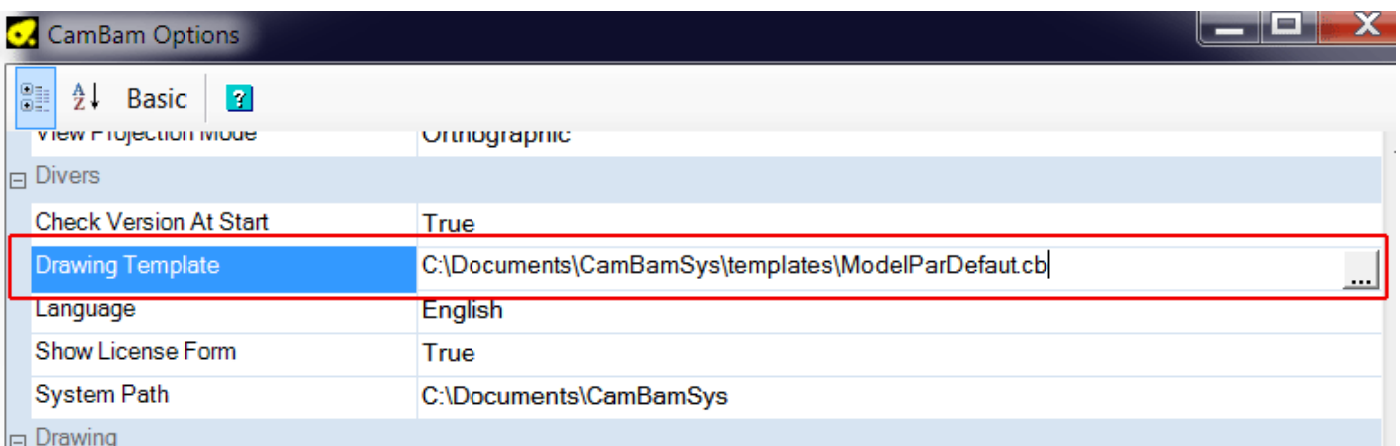 CamBam Options
Basic
View Projection Mode Orthographic
Divers
Check Version At Start True
Drawing Template C:\Documents\CamBamSys\templates\ModelParDefaut.cb
...
Language English
Show License Form True
System Path C:\Documents\CamBamSys
Drawing